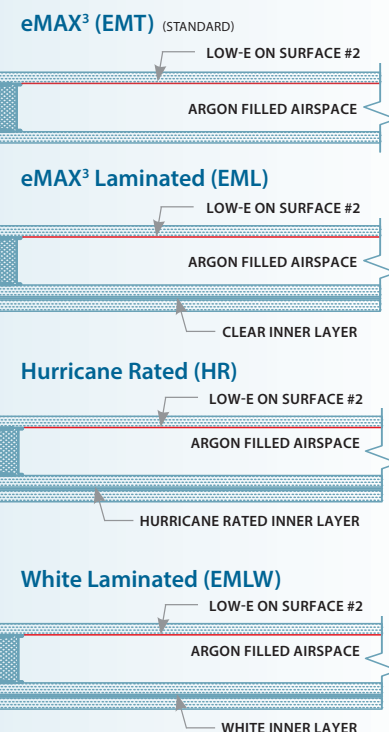 eMAX³ (EMT) (STANDARD)
LOW-E ON SURFACE #2
ARGON FILLED AIRSPACE
eMAX³ Laminated (EML)
LOW-E ON SURFACE #2
ARGON FILLED AIRSPACE
CLEAR INNER LAYER
Hurricane Rated (HR)
LOW-E ON SURFACE #2
ARGON FILLED AIRSPACE
HURRICANE RATED INNER LAYER
White Laminated (EMLW)
LOW-E ON SURFACE #2
ARGON FILLED AIRSPACE
WHITE INNER LAYER